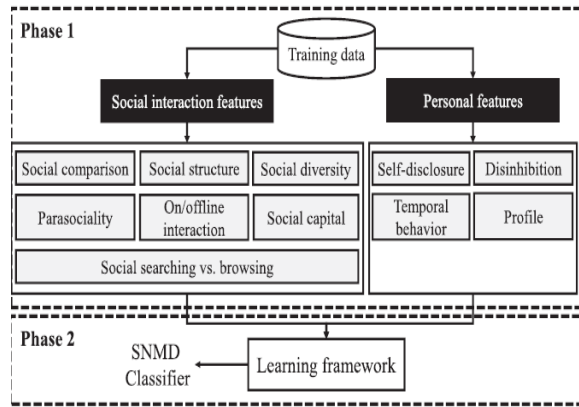 Phase 1
Training data
Social interaction features
Personal features
Social comparison
Social structure
Social diversity
Self-disclosure
Disinhibition
Parasociality
On/offline
interaction
Social capital
Temporal
behavior
Profile
Social searching vs. browsing
Phase 2
SNMD
Classifier
Learning framework